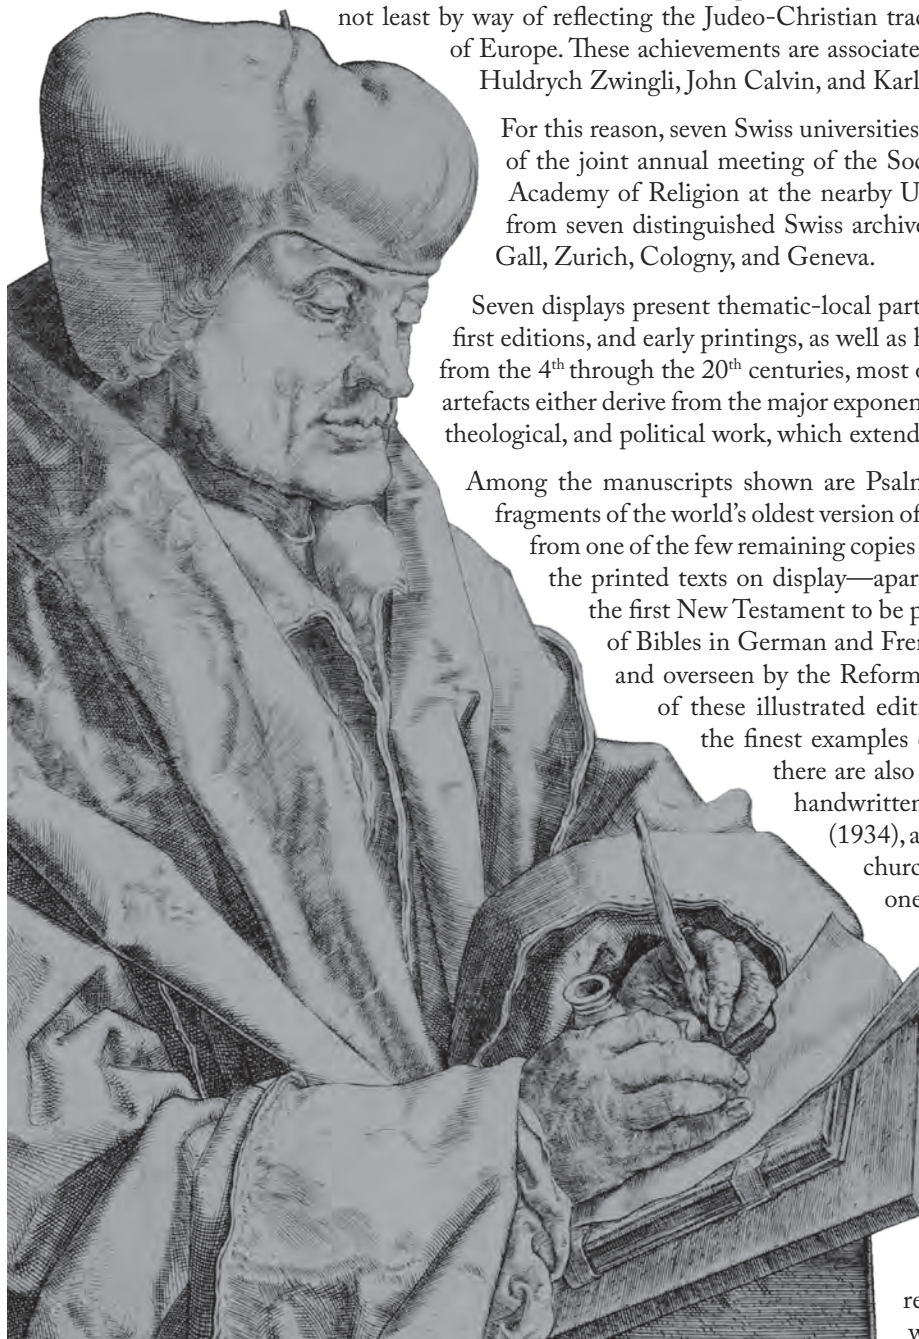 not least by way of reflecting the Judeo-Christian trad
of Europe. These achievements are associate
Huldrych Zwingli, John Calvin, and Karl
For this reason, seven Swiss universities
of the joint annual meeting of the Soc
Academy of Religion at the nearby U
from seven distinguished Swiss archive
Gall, Zurich, Cologny, and Geneva.
Seven displays present thematic-local part
first editions, and early printings, as well as h
from the 4th through the 20th centuries, most o
artefacts either derive from the major exponen
theological, and political work, which extend
Among the manuscripts shown are Psalm
fragments of the world’s oldest version of
from one of the few remaining copies
the printed texts on display—apar
the first New Testament to be p
of Bibles in German and Fren
and overseen by the Reform
of these illustrated editi
the finest examples o
there are also
handwritten
(1934), a
churc
one
re
w